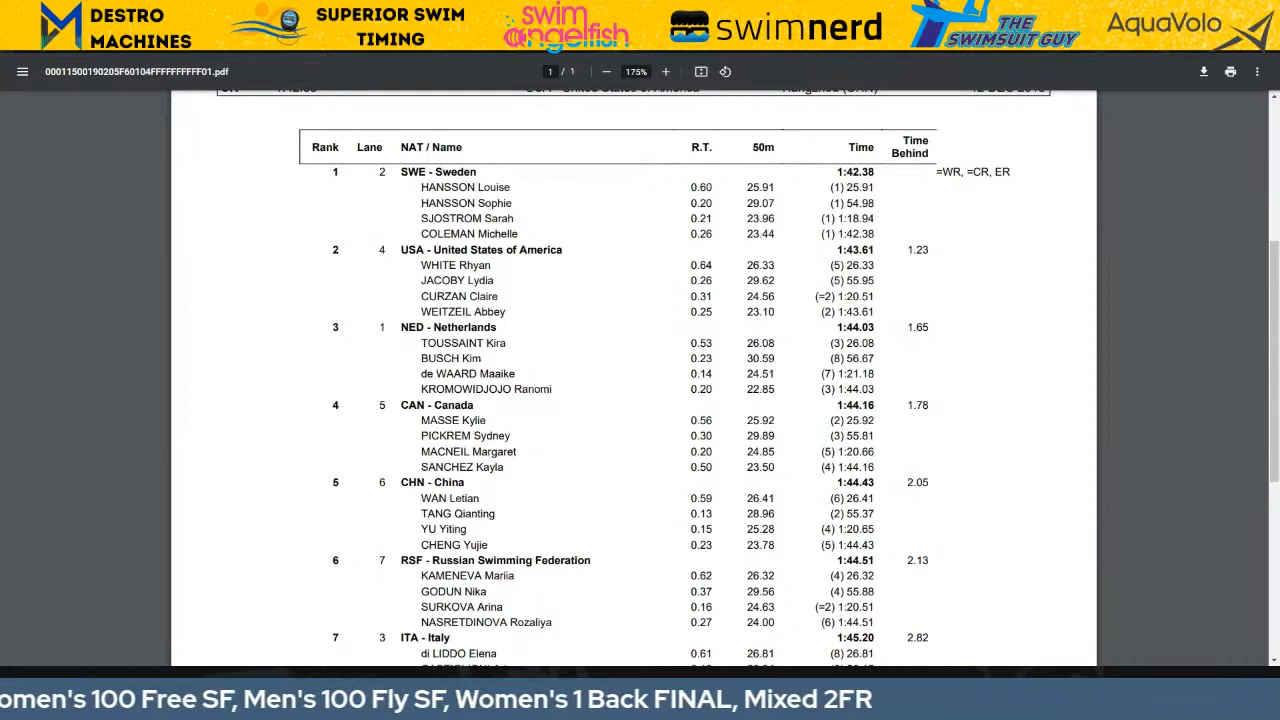 DESTRO
MACHINES
SUPERIOR SWIM
TIMING
swim
angelfish
swimnerd
THE
SWIMSUIT GUY
AquaVolo
00011500190205F60104FFFFFFFFFF01.pdf
1 / 1
175%
Rank Lane NAT / Name R.T. 50m Time Time Behind
1 2 SWE - Sweden 1:42.38 =WR, =CR, ER
HANSSON Louise 0.60 25.91 (1) 25.91
HANSSON Sophie 0.20 29.07 (1) 54.98
SJOSTROM Sarah 0.21 23.96 (1) 1:18.94
COLEMAN Michelle 0.26 23.44 (1) 1:42.38
2 4 USA - United States of America 1:43.61 1.23
WHITE Rhyan 0.64 26.33 (5) 26.33
JACOBY Lydia 0.26 29.62 (5) 55.95
CURZAN Claire 0.31 24.56 (=2) 1:20.51
WEITZEIL Abbey 0.25 23.10 (2) 1:43.61
3 1 NED - Netherlands 1:44.03 1.65
TOUSSAINT Kira 0.53 26.08 (3) 26.08
BUSCH Kim 0.23 30.59 (8) 56.67
de WAARD Maaike 0.14 24.51 (7) 1:21.18
KROMOWIDJOJO Ranomi 0.20 22.85 (3) 1:44.03
4 5 CAN - Canada 1:44.16 1.78
MASSE Kylie 0.56 25.92 (2) 25.92
PICKREM Sydney 0.30 29.89 (3) 55.81
MACNEIL Margaret 0.20 24.85 (5) 1:20.66
SANCHEZ Kayla 0.50 23.50 (4) 1:44.16
5 6 CHN - China 1:44.43 2.05
WAN Letian 0.59 26.41 (6) 26.41
TANG Qianting 0.13 28.96 (2) 55.37
YU Yiting 0.15 25.28 (4) 1:20.65
CHENG Yujie 0.23 23.78 (5) 1:44.43
6 7 RSF - Russian Swimming Federation 1:44.51 2.13
KAMENEVA Mariia 0.62 26.32 (4) 26.32
GODUN Nika 0.37 29.56 (4) 55.88
SURKOVA Arina 0.16 24.63 (=2) 1:20.51
NASRETDINOVA Rozaliya 0.27 24.00 (6) 1:44.51
7 3 ITA - Italy 1:45.20 2.82
di LIDDO Elena 0.61 26.81 (8) 26.81
omen's 100 Free SF, Men's 100 Fly SF, Women's 1 Back FINAL, Mixed 2FR